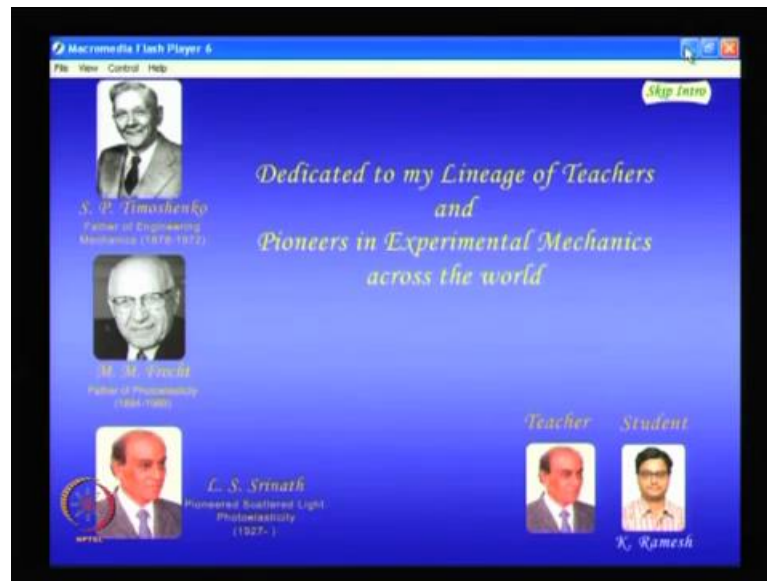 Macromedia Flash Player 6
File View Control Help
Skip Intro
Dedicated to my Lineage of Teachers
and
Pioneers in Experimental Mechanics
across the world
S. P. Timoshenko
Father of Engineering
Mechanics (1878-1972)
M. M. Frocht
Father of Photoelasticity
L. S. Srinath
Pioneered Scattered Light
Photoelasticity
(1927- )
Teacher Student
K. Ramesh
NPTEL